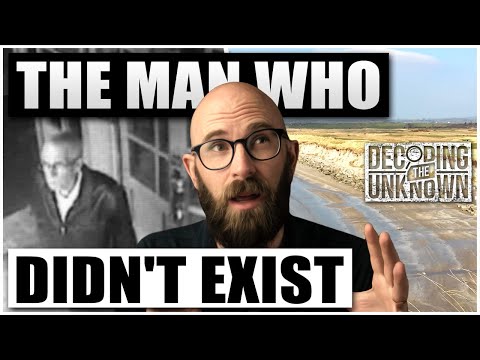 THE MAN WHO
DECODING
THE
UNKNOWN
DIDN'T EXIST